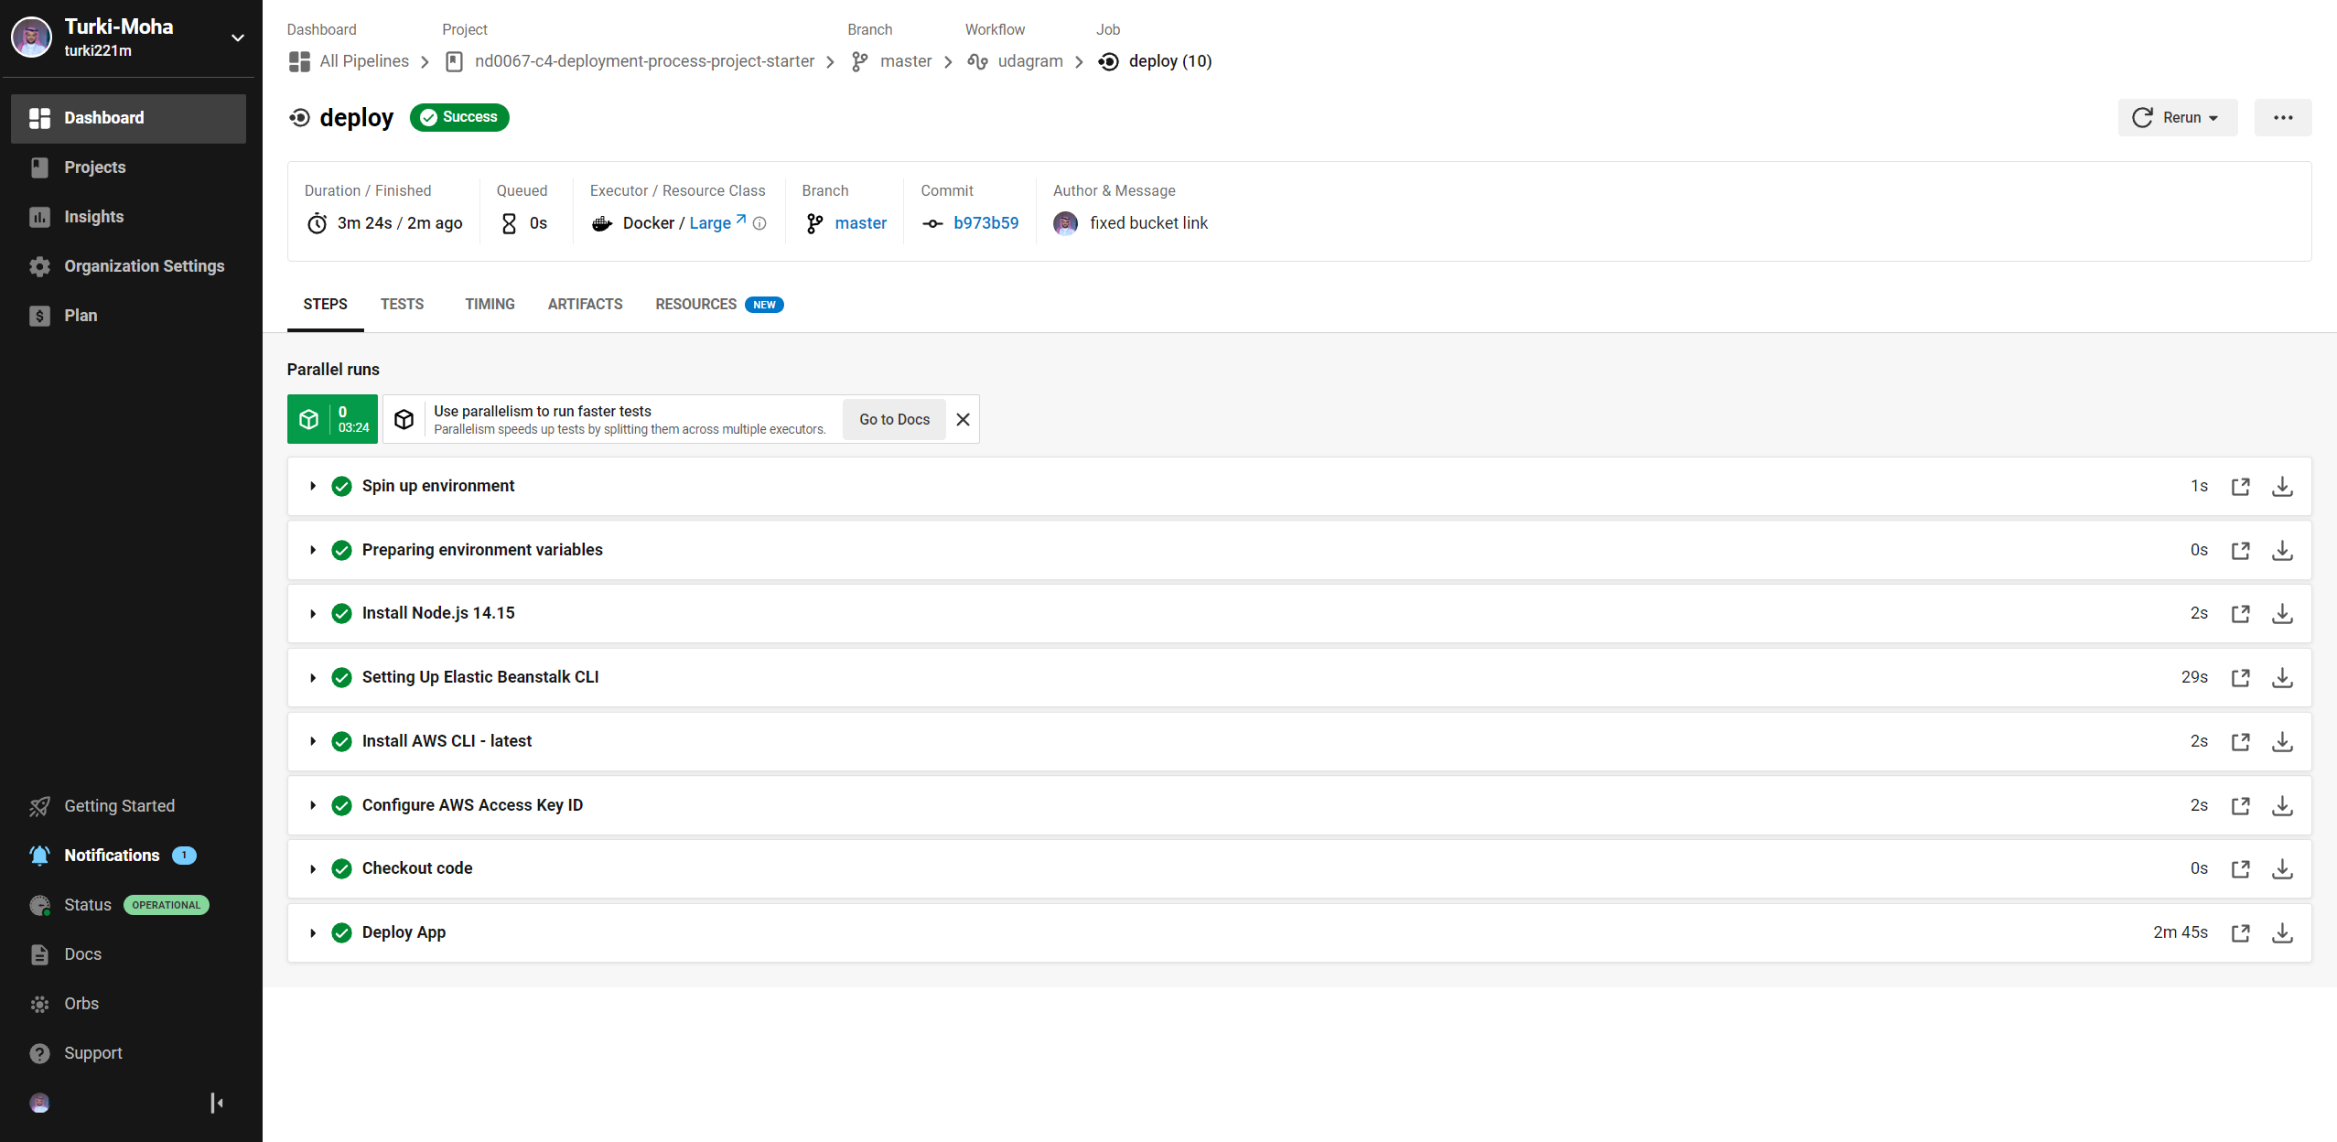 Turki-Moha
turki221m
Dashboard
Projects
Insights
Organization Settings
Plan
Getting Started
Notifications 1
Status OPERATIONAL
Docs
Orbs
Support
Dashboard Project Branch Workflow Job
All Pipelines nd0067-c4-deployment-process-project-starter master udagram deploy (10)
deploy Success
Rerun
Duration / Finished Queued Executor / Resource Class Branch Commit Author & Message
3m 24s / 2m ago 0s Docker / Large master b973b59 fixed bucket link
STEPS TESTS TIMING ARTIFACTS RESOURCES NEW
Parallel runs
0
03:24
Use parallelism to run faster tests
Parallelism speeds up tests by splitting them across multiple executors.
Go to Docs
Spin up environment 1s
Preparing environment variables 0s
Install Node.js 14.15 2s
Setting Up Elastic Beanstalk CLI 29s
Install AWS CLI - latest 2s
Configure AWS Access Key ID 2s
Checkout code 0s
Deploy App 2m 45s